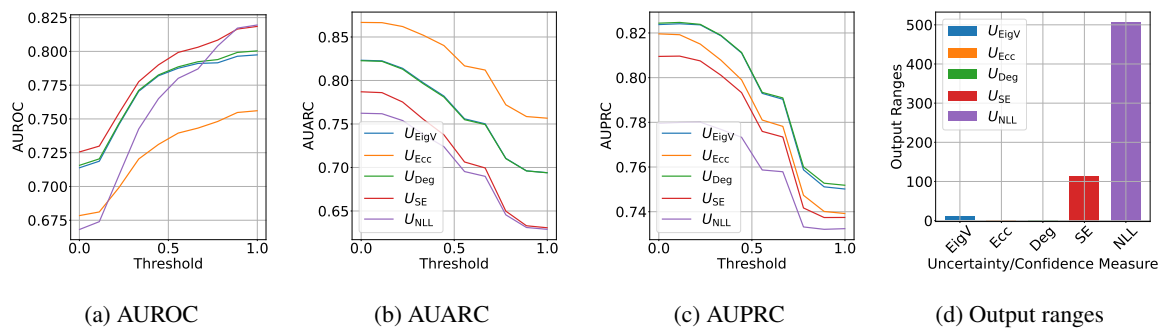 0.825
0.800
0.775
0.750
0.725
0.700
0.675
AUROC
0.0
0.5
1.0
Threshold
(a) AUROC
0.85
0.80
0.75
0.70
0.65
AUARC
U_EigV
U_Ecc
U_Deg
U_SE
U_NLL
0.0
0.5
1.0
Threshold
(b) AUARC
0.82
0.80
0.78
0.76
0.74
AUPRC
U_EigV
U_Ecc
U_Deg
U_SE
U_NLL
0.0
0.5
1.0
Threshold
(c) AUPRC
500
400
300
200
100
0
Output Ranges
U_EigV
U_Ecc
U_Deg
U_SE
U_NLL
EigV
Ecc
Deg
SE
NLL
Uncertainty/Confidence Measure
(d) Output ranges